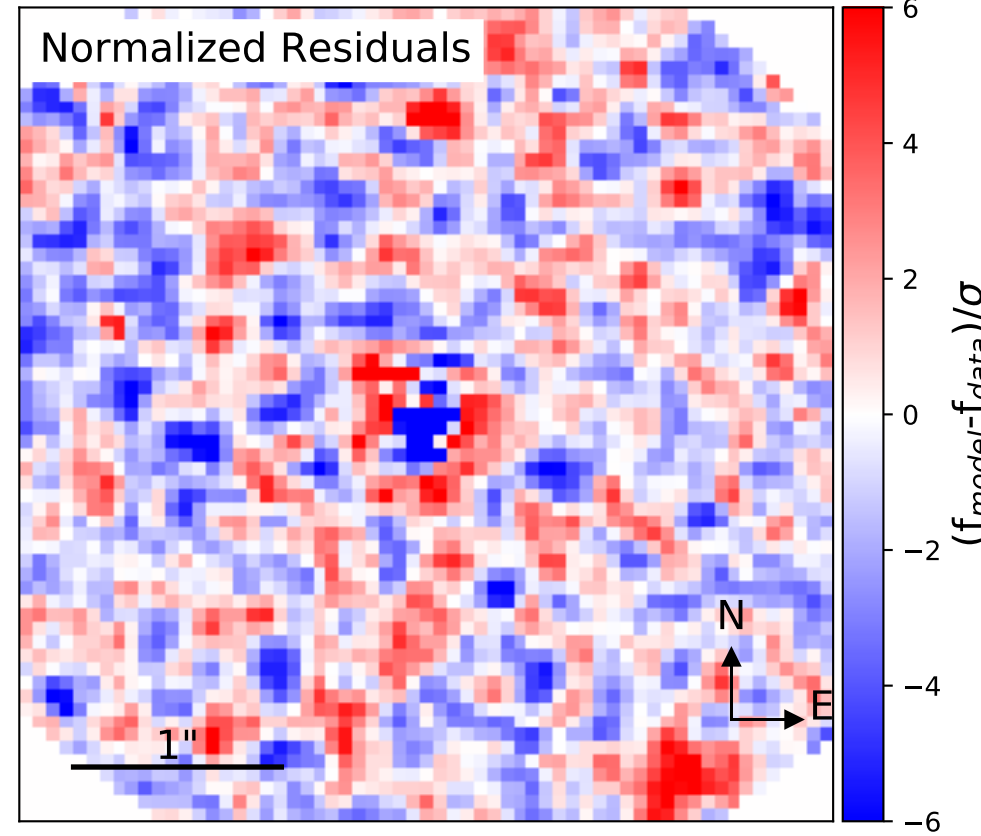 Normalized Residuals
6
4
2
0
−2
−4
−6
(f_model-f_data)/σ
N
E
1"